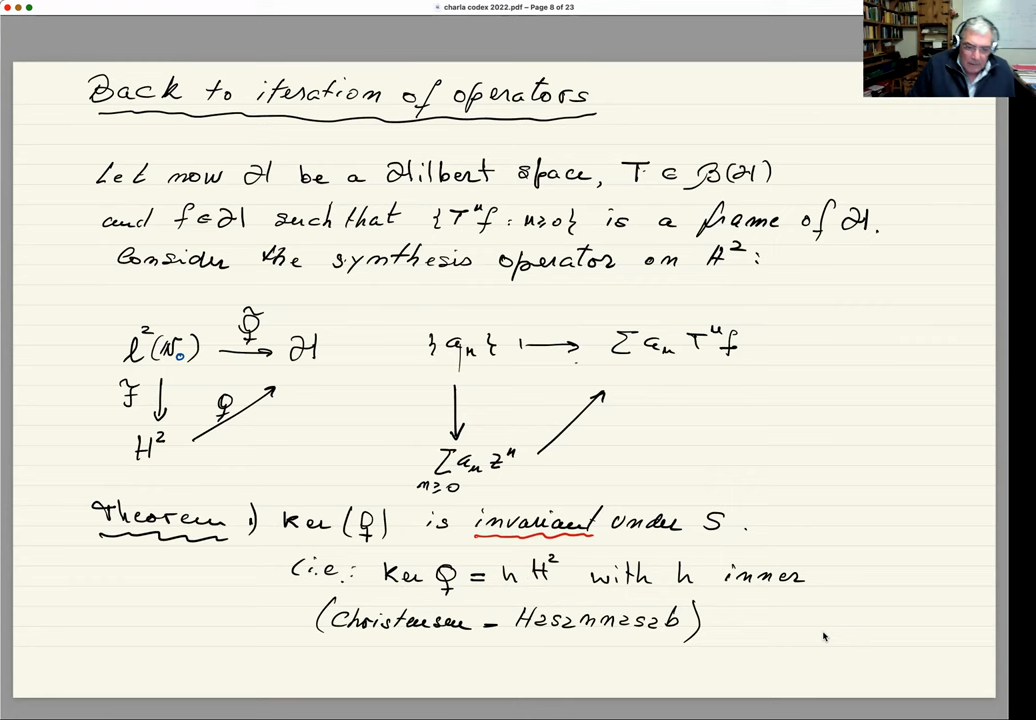 charla codex 2022.pdf – Page 8 of 23
Back to iteration of operators
Let now ℋ be a Hilbert space, T ∈ B(ℋ)
and f ∈ ℋ such that {Tⁿf : n≥0} is a frame of ℋ.
Consider the synthesis operator on H²:
ℓ²(ℕ₀) ⟶ ℋ {aₙ} ⟼ Σ aₙ Tⁿf
H²
Σ aₙ zⁿ
n≥0
Theorem .) Ker(φ) is invariant under S.
(i.e.: Ker φ = h H² with h inner
(Christensen – Hasannasab)